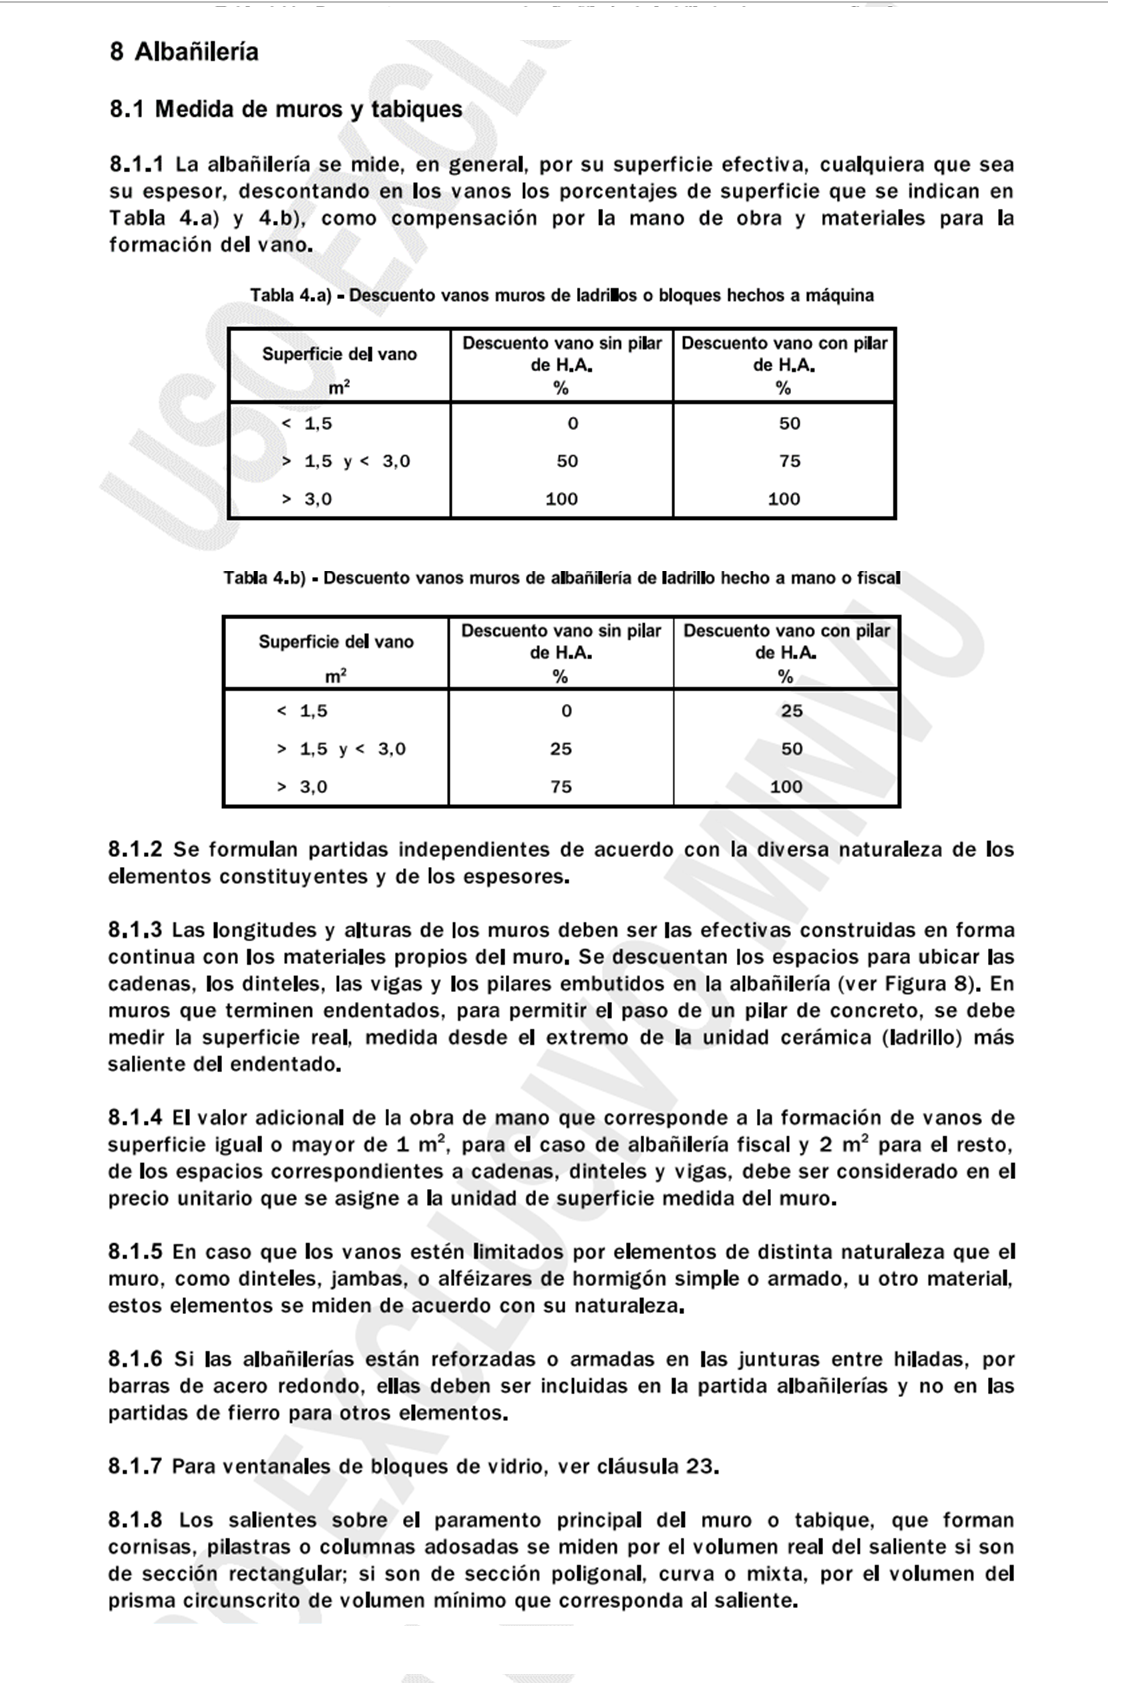 8 Albañilería
8.1 Medida de muros y tabiques
8.1.1 La albañilería se mide, en general, por su superficie efectiva, cualquiera que sea
su espesor, descontando en los vanos los porcentajes de superficie que se indican en
Tabla 4.a) y 4.b), como compensación por la mano de obra y materiales para la
formación del vano.
Tabla 4.a) - Descuento vanos muros de ladrillos o bloques hechos a máquina
Superficie del vano
m²
Descuento vano sin pilar
de H.A.
%
Descuento vano con pilar
de H.A.
%
< 1,5 0 50
> 1,5 y < 3,0 50 75
> 3,0 100 100
Tabla 4.b) - Descuento vanos muros de albañilería de ladrillo hecho a mano o fiscal
Superficie del vano
m²
Descuento vano sin pilar
de H.A.
%
Descuento vano con pilar
de H.A.
%
< 1,5 0 25
> 1,5 y < 3,0 25 50
> 3,0 75 100
8.1.2 Se formulan partidas independientes de acuerdo con la diversa naturaleza de los
elementos constituyentes y de los espesores.
8.1.3 Las longitudes y alturas de los muros deben ser las efectivas construidas en forma
continua con los materiales propios del muro. Se descuentan los espacios para ubicar las
cadenas, los dinteles, las vigas y los pilares embutidos en la albañilería (ver Figura 8). En
muros que terminen endentados, para permitir el paso de un pilar de concreto, se debe
medir la superficie real, medida desde el extremo de la unidad cerámica (ladrillo) más
saliente del endentado.
8.1.4 El valor adicional de la obra de mano que corresponde a la formación de vanos de
superficie igual o mayor de 1 m², para el caso de albañilería fiscal y 2 m² para el resto,
de los espacios correspondientes a cadenas, dinteles y vigas, debe ser considerado en el
precio unitario que se asigne a la unidad de superficie medida del muro.
8.1.5 En caso que los vanos estén limitados por elementos de distinta naturaleza que el
muro, como dinteles, jambas, o alféizares de hormigón simple o armado, u otro material,
estos elementos se miden de acuerdo con su naturaleza.
8.1.6 Si las albañilerías están reforzadas o armadas en las junturas entre hiladas, por
barras de acero redondo, ellas deben ser incluidas en la partida albañilerías y no en las
partidas de fierro para otros elementos.
8.1.7 Para ventanales de bloques de vidrio, ver cláusula 23.
8.1.8 Los salientes sobre el paramento principal del muro o tabique, que forman
cornisas, pilastras o columnas adosadas se miden por el volumen real del saliente si son
de sección rectangular; si son de sección poligonal, curva o mixta, por el volumen del
prisma circunscrito de volumen mínimo que corresponda al saliente.
USO EXCLU
O EXCLUSIVO MINVU